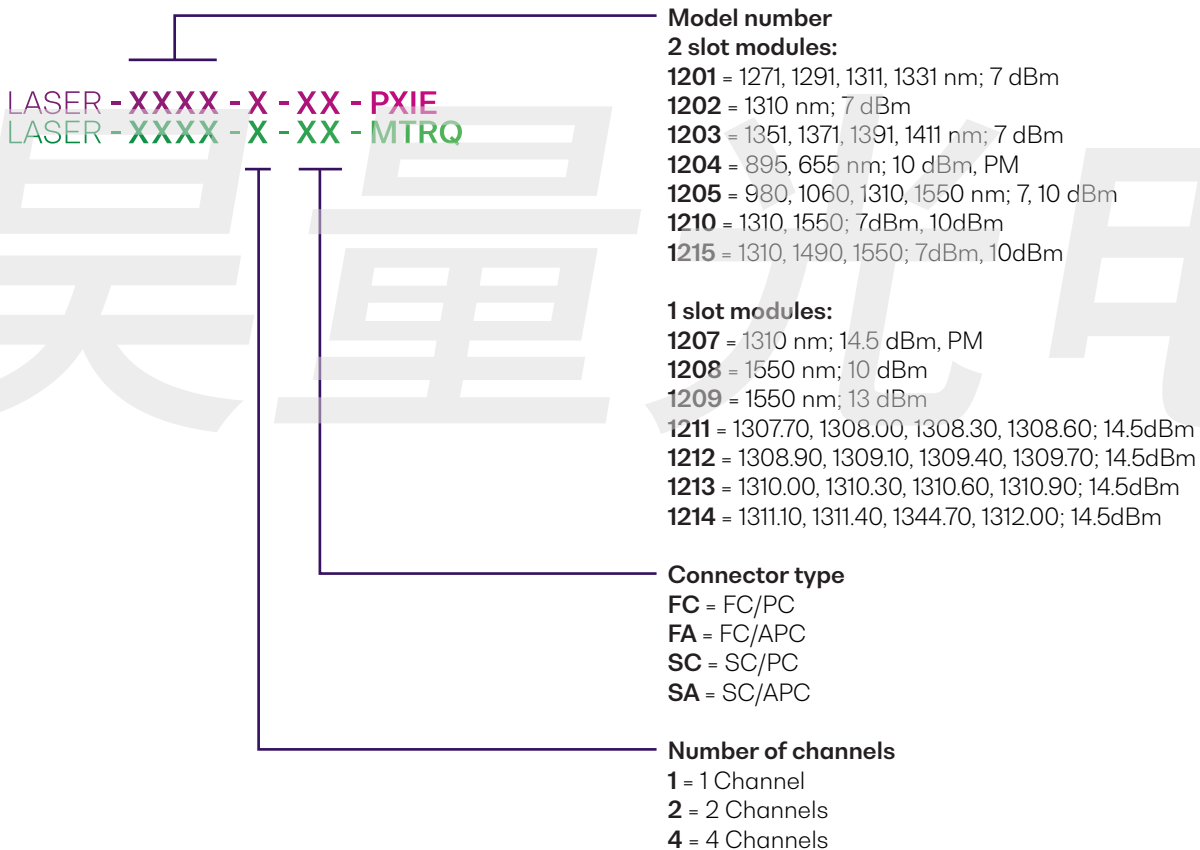 Model number
2 slot modules:
1201 = 1271, 1291, 1311, 1331 nm; 7 dBm
LASER - XXXX - X - XX - PXIE
1202 = 1310 nm; 7 dBm
LASER - XXXX - X - XX - MTRQ
1203 = 1351, 1371, 1391, 1411 nm; 7 dBm
1204 = 895, 655 nm; 10 dBm, PM
1205 = 980, 1060, 1310, 1550 nm; 7, 10 dBm
1210 = 1310, 1550; 7dBm, 10dBm
1215 = 1310, 1490, 1550; 7dBm, 10dBm
1 slot modules:
1207 = 1310 nm; 14.5 dBm, PM
1208 = 1550 nm; 10 dBm
1209 = 1550 nm; 13 dBm
1211 = 1307.70, 1308.00, 1308.30, 1308.60; 14.5dBm
1212 = 1308.90, 1309.10, 1309.40, 1309.70; 14.5dBm
1213 = 1310.00, 1310.30, 1310.60, 1310.90; 14.5dBm
1214 = 1311.10, 1311.40, 1344.70, 1312.00; 14.5dBm
Connector type
FC = FC/PC
FA = FC/APC
SC = SC/PC
SA = SC/APC
Number of channels
1 = 1 Channel
2 = 2 Channels
4 = 4 Channels
昊量光电